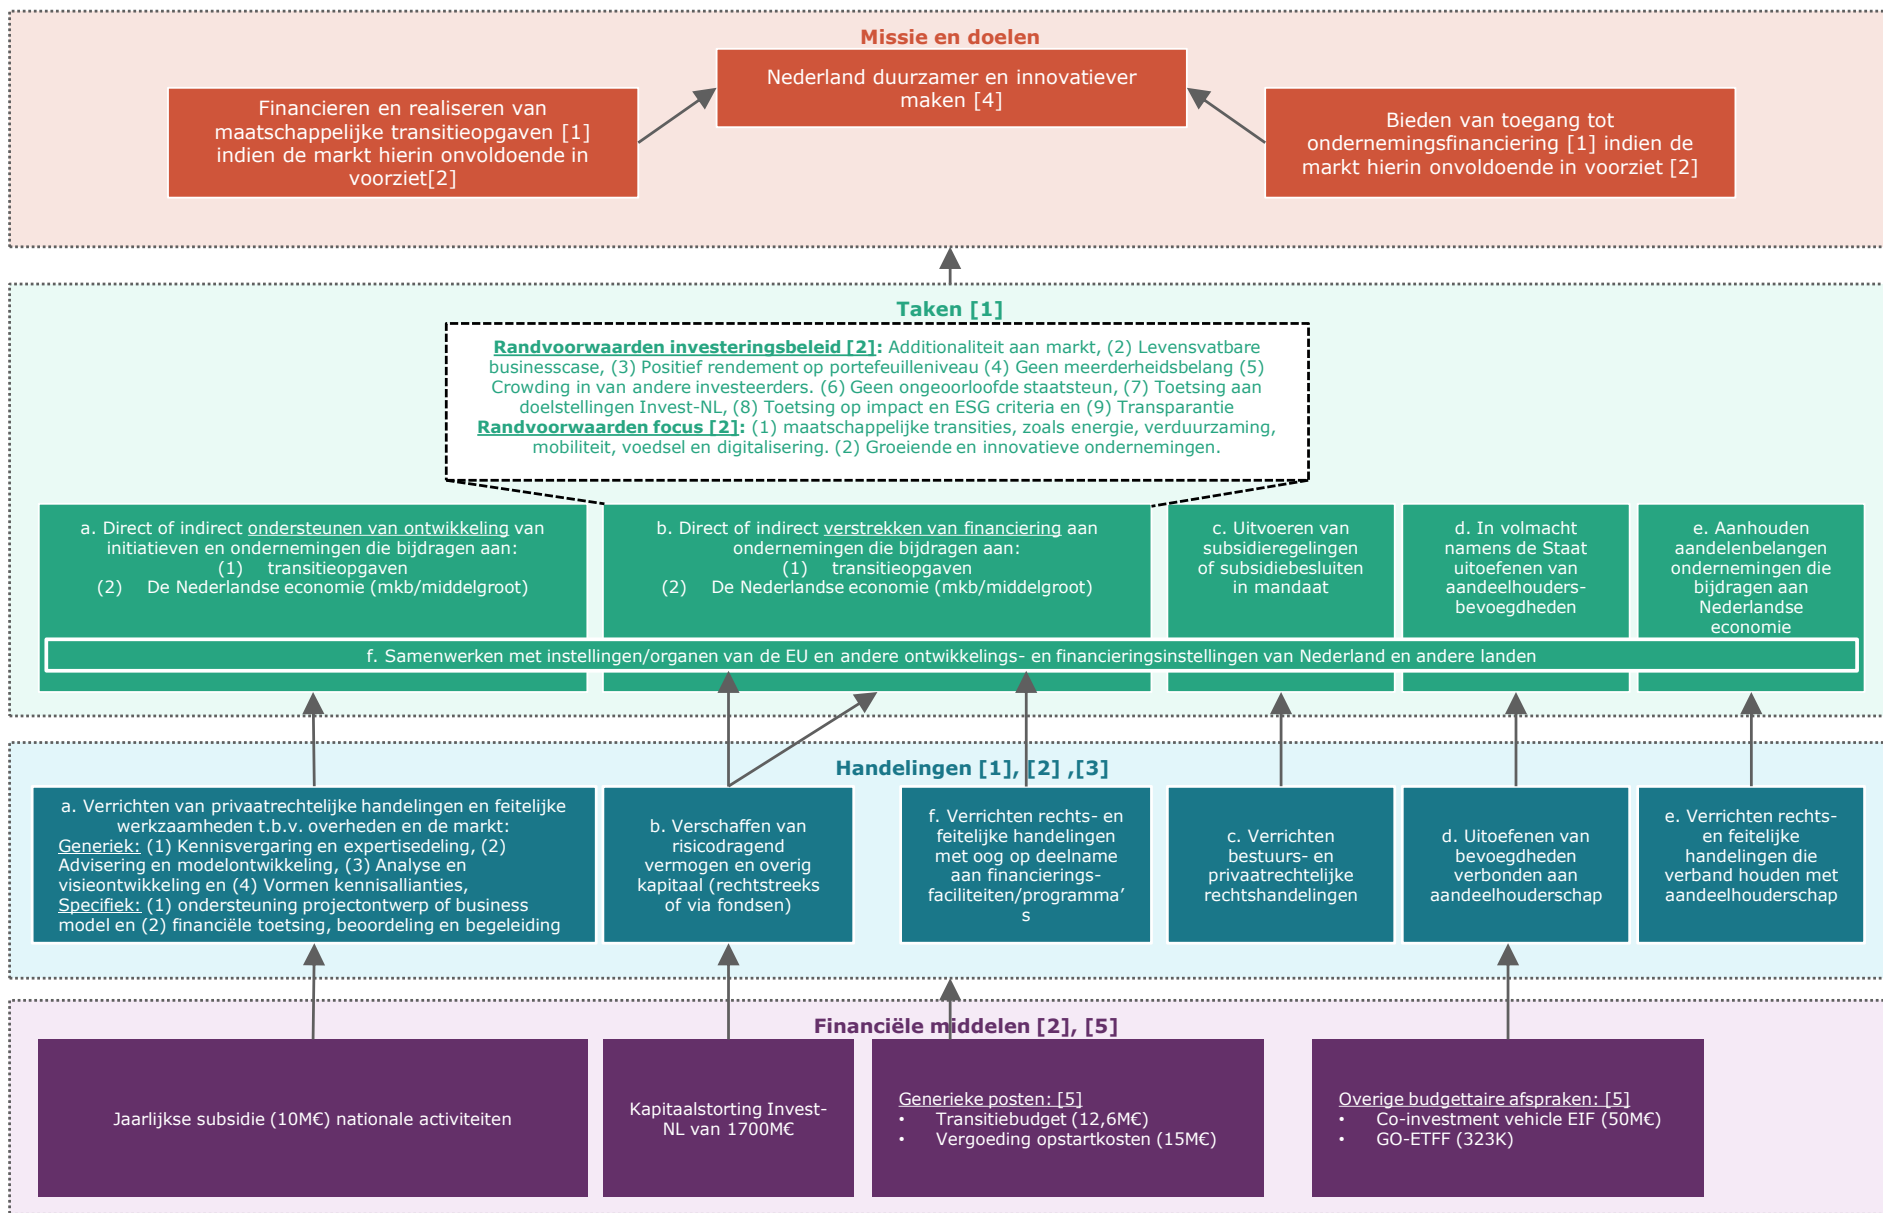 Missie en doelen
Nederland duurzamer en innovatiever
maken [4]
Financieren en realiseren van
maatschappelijke transitieopgaven [1]
indien de markt hierin onvoldoende in
voorziet[2]
Bieden van toegang tot
ondernemingsfinanciering [1] indien de
markt hierin onvoldoende in voorziet [2]
Taken [1]
Randvoorwaarden investeringsbeleid [2]: Additionaliteit aan markt, (2) Levensvatbare
businesscase, (3) Positief rendement op portefeuilleniveau (4) Geen meerderheidsbelang (5)
Crowding in van andere investeerders. (6) Geen ongeoorloofde staatsteun, (7) Toetsing aan
doelstellingen Invest-NL, (8) Toetsing op impact en ESG criteria en (9) Transparantie
Randvoorwaarden focus [2]: (1) maatschappelijke transities, zoals energie, verduurzaming,
mobiliteit, voedsel en digitalisering. (2) Groeiende en innovatieve ondernemingen.
a. Direct of indirect ondersteunen van ontwikkeling van
initiatieven en ondernemingen die bijdragen aan:
(1) transitieopgaven
(2) De Nederlandse economie (mkb/middelgroot)
b. Direct of indirect verstrekken van financiering aan
ondernemingen die bijdragen aan:
(1) transitieopgaven
(2) De Nederlandse economie (mkb/middelgroot)
c. Uitvoeren van
subsidieregelingen
of subsidiebesluiten
in mandaat
d. In volmacht
namens de Staat
uitoefenen van
aandeelhouders-
bevoegdheden
e. Aanhouden
aandelenbelangen
ondernemingen die
bijdragen aan
Nederlandse
economie
f. Samenwerken met instellingen/organen van de EU en andere ontwikkelings- en financieringsinstellingen van Nederland en andere landen
Handelingen [1], [2] ,[3]
a. Verrichten van privaatrechtelijke handelingen en feitelijke
werkzaamheden t.b.v. overheden en de markt:
Generiek: (1) Kennisvergaring en expertisedeling, (2)
Advisering en modelontwikkeling, (3) Analyse en
visieontwikkeling en (4) Vormen kennisallianties,
Specifiek: (1) ondersteuning projectontwerp of business
model en (2) financiële toetsing, beoordeling en begeleiding
b. Verschaffen van
risicodragend
vermogen en overig
kapitaal (rechtstreeks
of via fondsen)
f. Verrichten rechts- en
feitelijke handelingen
met oog op deelname
aan financierings-
faciliteiten/programma'
s
c. Verrichten
bestuurs- en
privaatrechtelijke
rechtshandelingen
d. Uitoefenen van
bevoegdheden
verbonden aan
aandeelhouderschap
e. Verrichten rechts-
en feitelijke
handelingen die
verband houden met
aandeelhouderschap
Financiële middelen [2], [5]
Jaarlijkse subsidie (10M€) nationale activiteiten
Kapitaalstorting Invest-
NL van 1700M€
Generieke posten: [5]
• Transitiebudget (12,6M€)
• Vergoeding opstartkosten (15M€)
Overige budgettaire afspraken: [5]
• Co-investment vehicle EIF (50M€)
• GO-ETFF (323K)